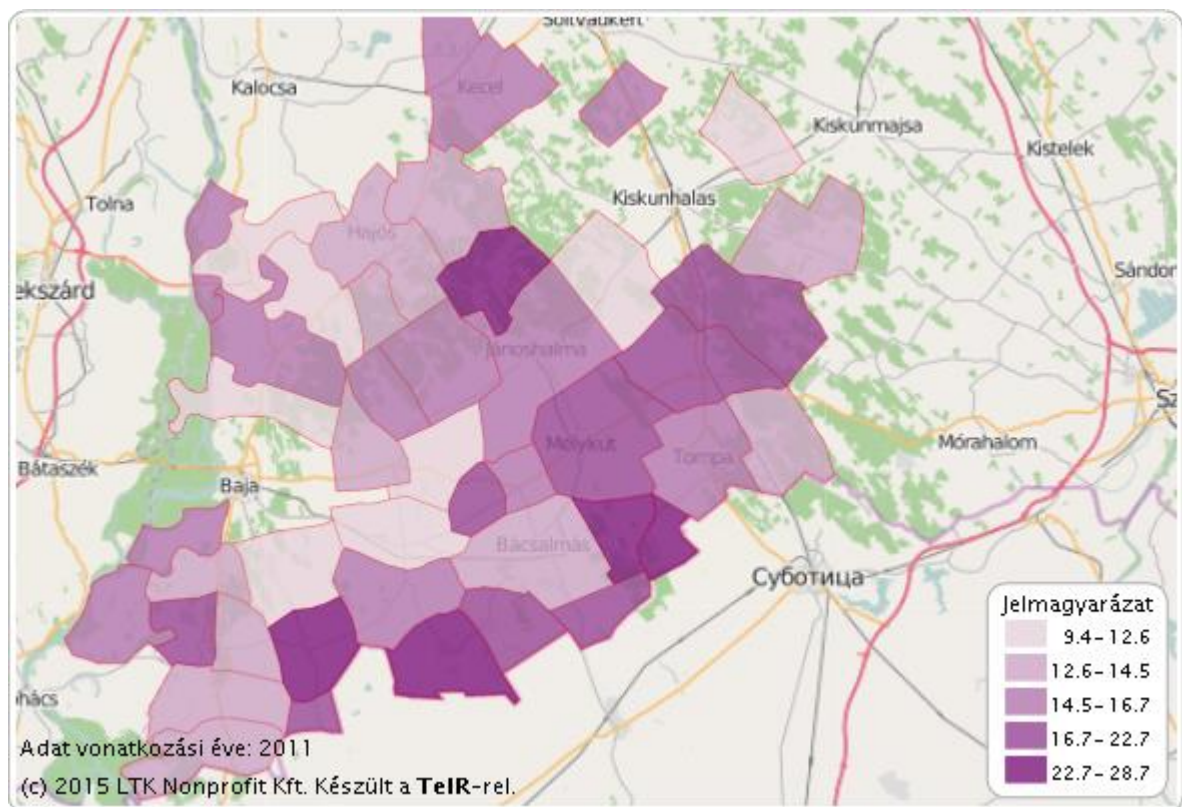 Soltvadkert
Kalocsa
Kecel
Kiskunmajsa
Kistelek
Tolna
Kiskunhalas
Hajós
Sándor
ekszárd
Jánoshalma
Sz
Mélykút
Mórahalom
Tompa
Bátaszék
Baja
Bácsalmás
Суботица
ohács
Jelmagyarázat
9.4-12.6
12.6-14.5
14.5-16.7
16.7-22.7
22.7-28.7
Adat vonatkozási éve: 2011
(c) 2015 LTK Nonprofit Kft. Készült a TeIR-rel.